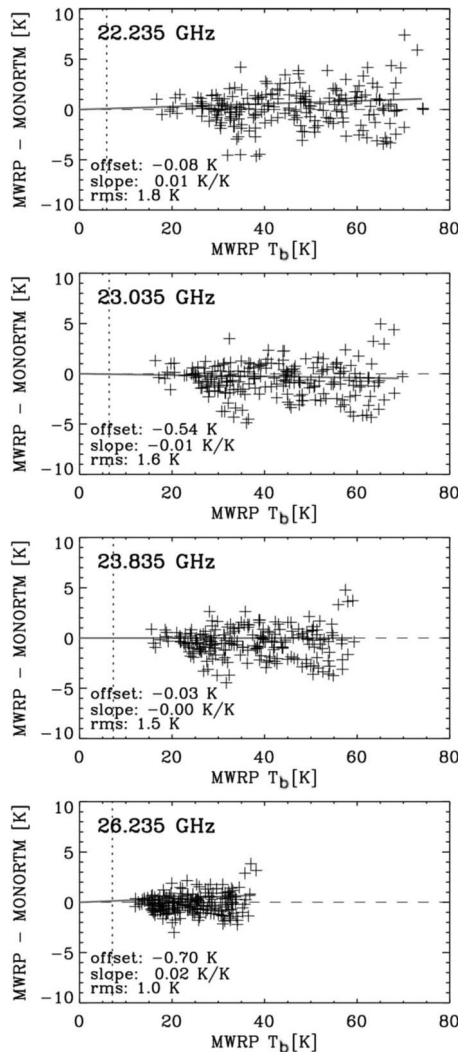 22.235 GHz
MWRP − MONORTM [K]
10
5
0
−5
−10
offset: −0.08 K
slope: 0.01 K/K
rms: 1.8 K
0 20 40 60 80
MWRP Tb[K]
23.035 GHz
MWRP − MONORTM [K]
10
5
0
−5
−10
offset: −0.54 K
slope: −0.01 K/K
rms: 1.6 K
0 20 40 60 80
MWRP Tb[K]
23.835 GHz
MWRP − MONORTM [K]
10
5
0
−5
−10
offset: −0.03 K
slope: −0.00 K/K
rms: 1.5 K
0 20 40 60 80
MWRP Tb[K]
26.235 GHz
MWRP − MONORTM [K]
10
5
0
−5
−10
offset: −0.70 K
slope: 0.02 K/K
rms: 1.0 K
0 20 40 60 80
MWRP Tb[K]